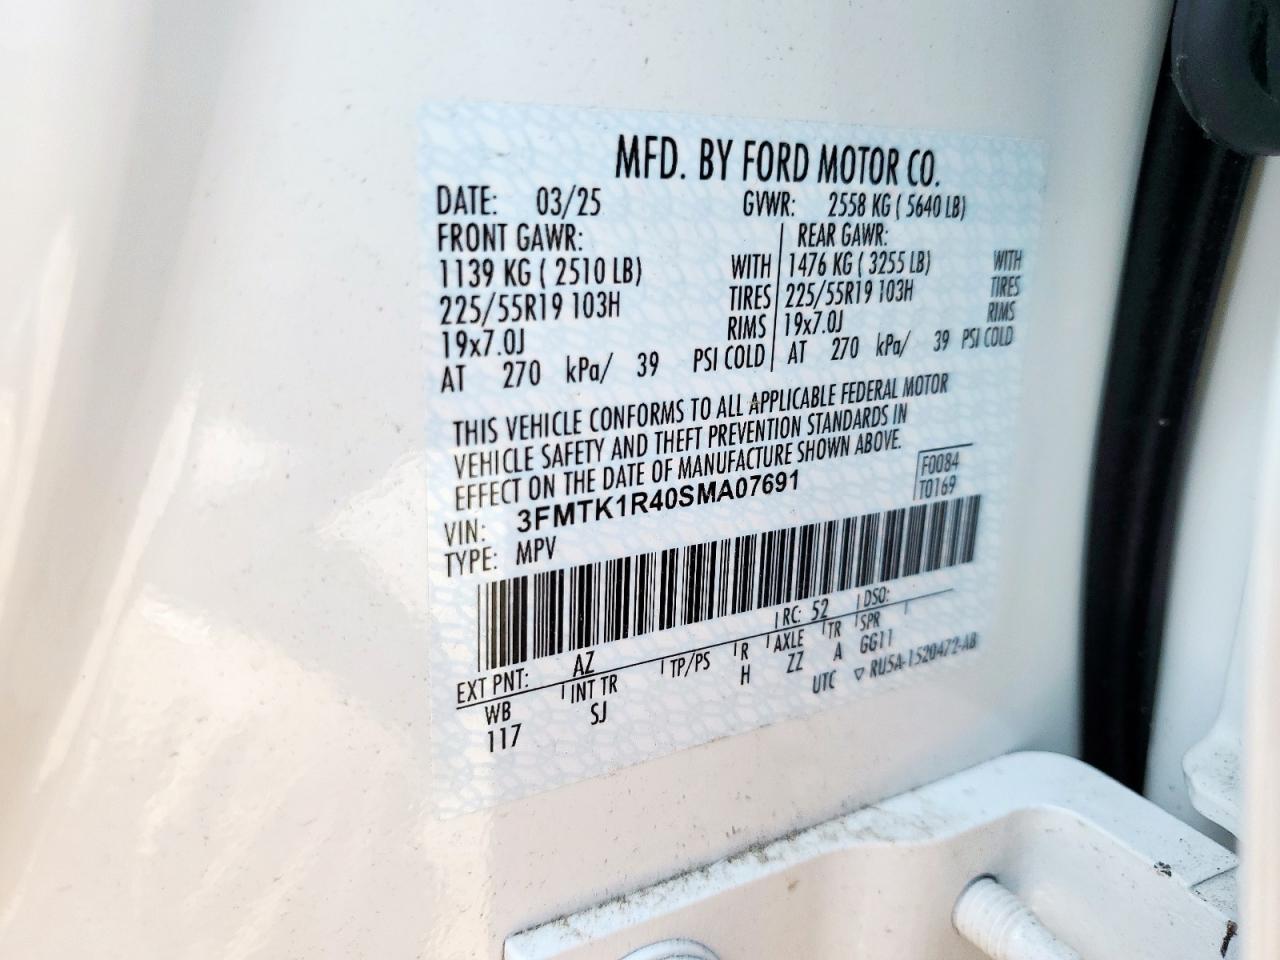 MFD. BY FORD MOTOR CO.
DATE: 03/25 GVWR: 2558 KG ( 5640 LB)
FRONT GAWR: REAR GAWR:
1139 KG ( 2510 LB) WITH 1476 KG ( 3255 LB) WITH
225/55R19 103H TIRES 225/55R19 103H TIRES
19x7.0J RIMS 19x7.0J RIMS
AT 270 kPa/ 39 PSI COLD AT 270 kPa/ 39 PSI COLD
THIS VEHICLE CONFORMS TO ALL APPLICABLE FEDERAL MOTOR
VEHICLE SAFETY AND THEFT PREVENTION STANDARDS IN
EFFECT ON THE DATE OF MANUFACTURE SHOWN ABOVE.
F0084
VIN: 3FMTK1R40SMA07691 T0169
TYPE: MPV
EXT PNT: AZ RC: 52 DSO:
WB INT TR TP/PS R AXLE TR SPR
117 SJ H ZZ A GG11
UTC ▽ RU5A-1520472-AB